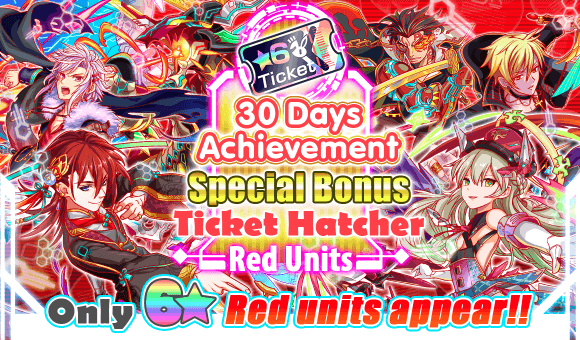 ★6
Ticket
30 Days
Achievement
Special Bonus
Ticket Hatcher
Red Units
Only 6★ Red units appear!!